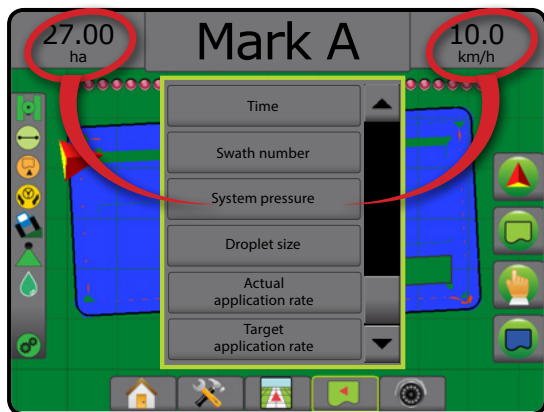 27.00
ha
Mark A
10.0
km/h
Time
Swath number
System pressure
Droplet size
Actual
application rate
Target
application rate